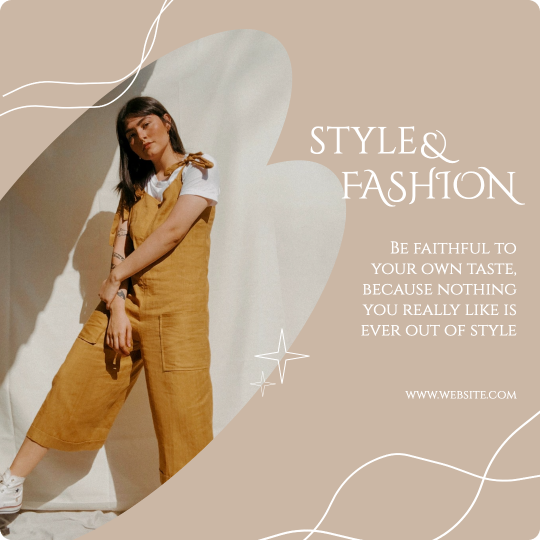 STYLE&
FASHION
BE FAITHFUL TO
YOUR OWN TASTE,
BECAUSE NOTHING
YOU REALLY LIKE IS
EVER OUT OF STYLE
WWW.WEBSITE.COM